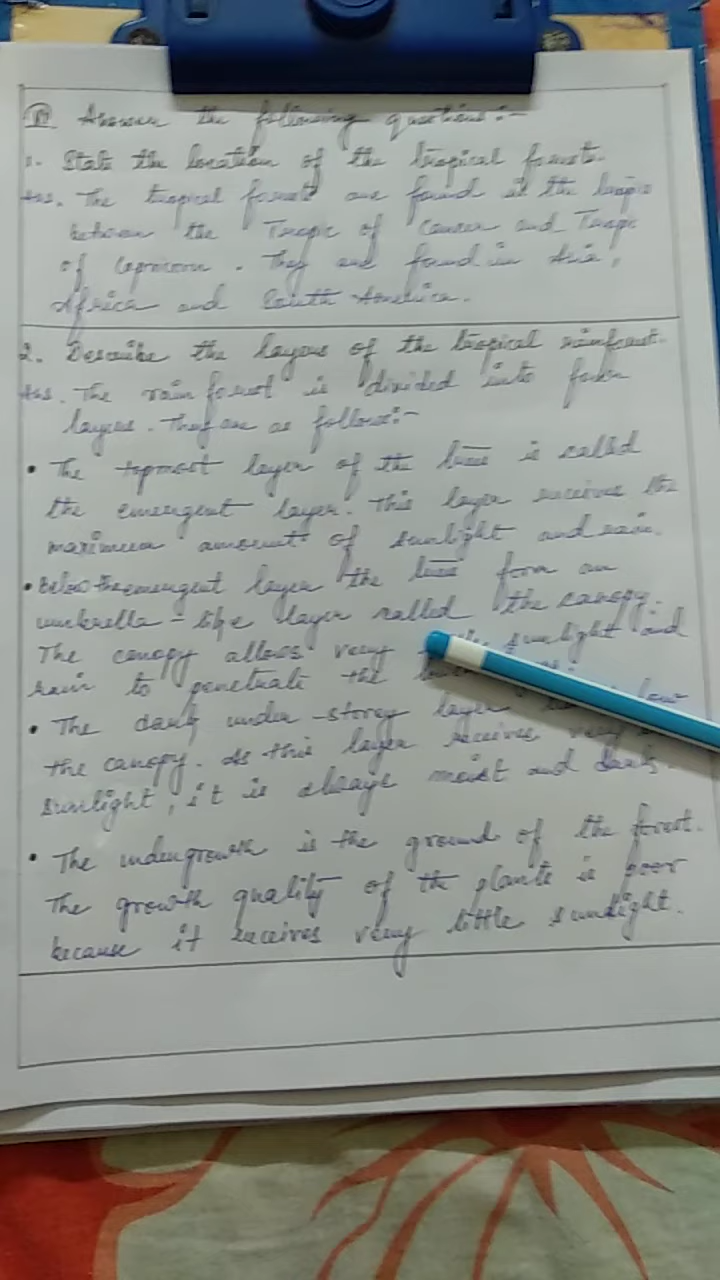 IV Answer the following questions:-
1. State the location of the tropical forests.
Ans. The tropical forests are found in the
between the Tropic of Cancer and Tropic
of Capricorn. They are found in Asia,
Africa and South America.
2. Describe the layers of the tropical rainforest.
Ans. The rain forest is divided into four
layers. They are as follows:-
• The topmost layer of the trees is called
the emergent layer. This layer receives the
maximum amount of sunlight and rain.
• Below the emergent layer the trees form an
umbrella-like layer called the canopy.
The canopy allows very sunlight and
rain to penetrate the
• The dark under-storey layer
the canopy. As this layer receives very
sunlight, it is always moist and dark.
• The undergrowth is the ground of the forest.
The growth quality of the plants is poor
because it receives very little sunlight.